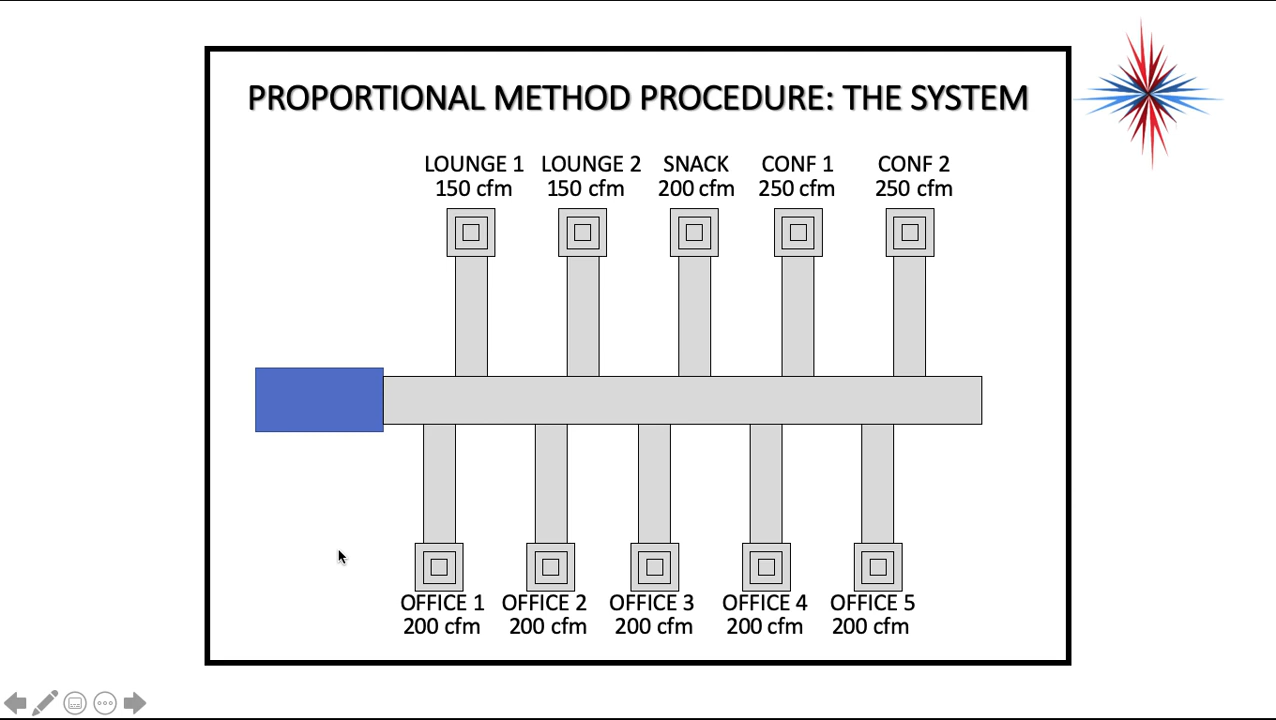 PROPORTIONAL METHOD PROCEDURE: THE SYSTEM
LOUNGE 1 LOUNGE 2 SNACK CONF 1 CONF 2
150 cfm 150 cfm 200 cfm 250 cfm 250 cfm
OFFICE 1 OFFICE 2 OFFICE 3 OFFICE 4 OFFICE 5
200 cfm 200 cfm 200 cfm 200 cfm 200 cfm